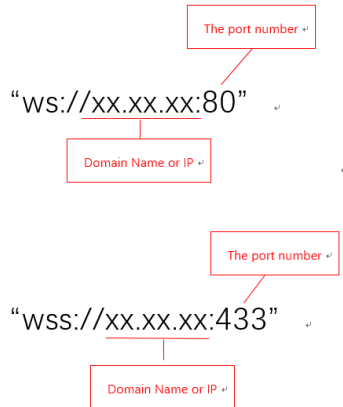 The port number
“ws://xx.xx.xx:80”
Domain Name or IP
The port number
“wss://xx.xx.xx:433”
Domain Name or IP